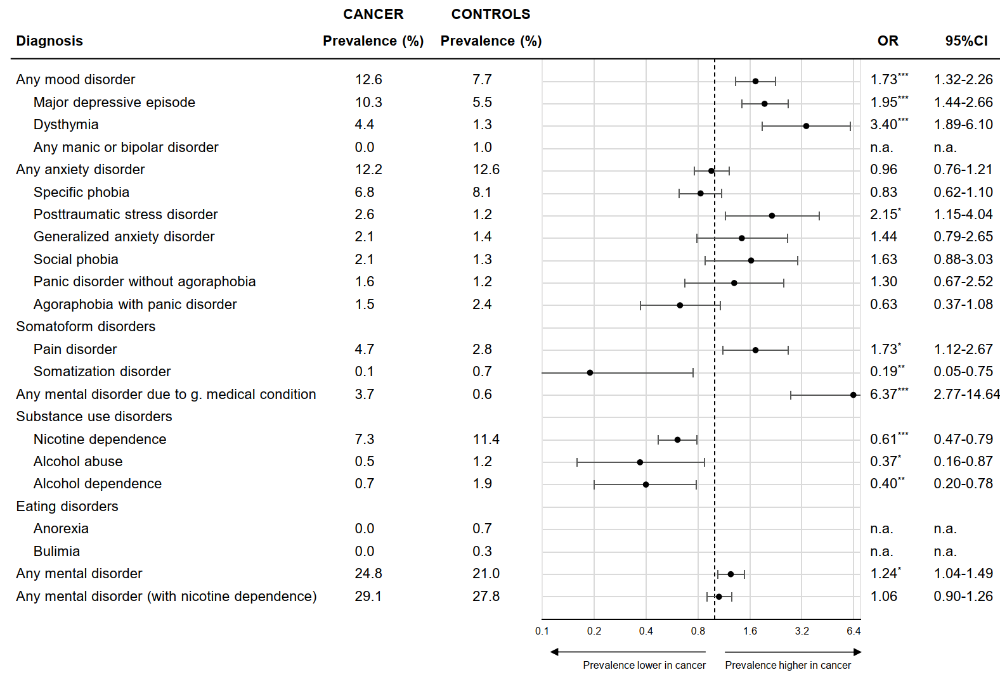 CANCER CONTROLS
Diagnosis Prevalence (%) Prevalence (%) OR 95%CI
Any mood disorder 12.6 7.7 1.73*** 1.32-2.26
Major depressive episode 10.3 5.5 1.95*** 1.44-2.66
Dysthymia 4.4 1.3 3.40*** 1.89-6.10
Any manic or bipolar disorder 0.0 1.0 n.a. n.a.
Any anxiety disorder 12.2 12.6 0.96 0.76-1.21
Specific phobia 6.8 8.1 0.83 0.62-1.10
Posttraumatic stress disorder 2.6 1.2 2.15* 1.15-4.04
Generalized anxiety disorder 2.1 1.4 1.44 0.79-2.65
Social phobia 2.1 1.3 1.63 0.88-3.03
Panic disorder without agoraphobia 1.6 1.2 1.30 0.67-2.52
Agoraphobia with panic disorder 1.5 2.4 0.63 0.37-1.08
Somatoform disorders
Pain disorder 4.7 2.8 1.73* 1.12-2.67
Somatization disorder 0.1 0.7 0.19** 0.05-0.75
Any mental disorder due to g. medical condition 3.7 0.6 6.37*** 2.77-14.64
Substance use disorders
Nicotine dependence 7.3 11.4 0.61*** 0.47-0.79
Alcohol abuse 0.5 1.2 0.37* 0.16-0.87
Alcohol dependence 0.7 1.9 0.40** 0.20-0.78
Eating disorders
Anorexia 0.0 0.7 n.a. n.a.
Bulimia 0.0 0.3 n.a. n.a.
Any mental disorder 24.8 21.0 1.24* 1.04-1.49
Any mental disorder (with nicotine dependence) 29.1 27.8 1.06 0.90-1.26
0.1 0.2 0.4 0.8 1.6 3.2 6.4
Prevalence lower in cancer Prevalence higher in cancer